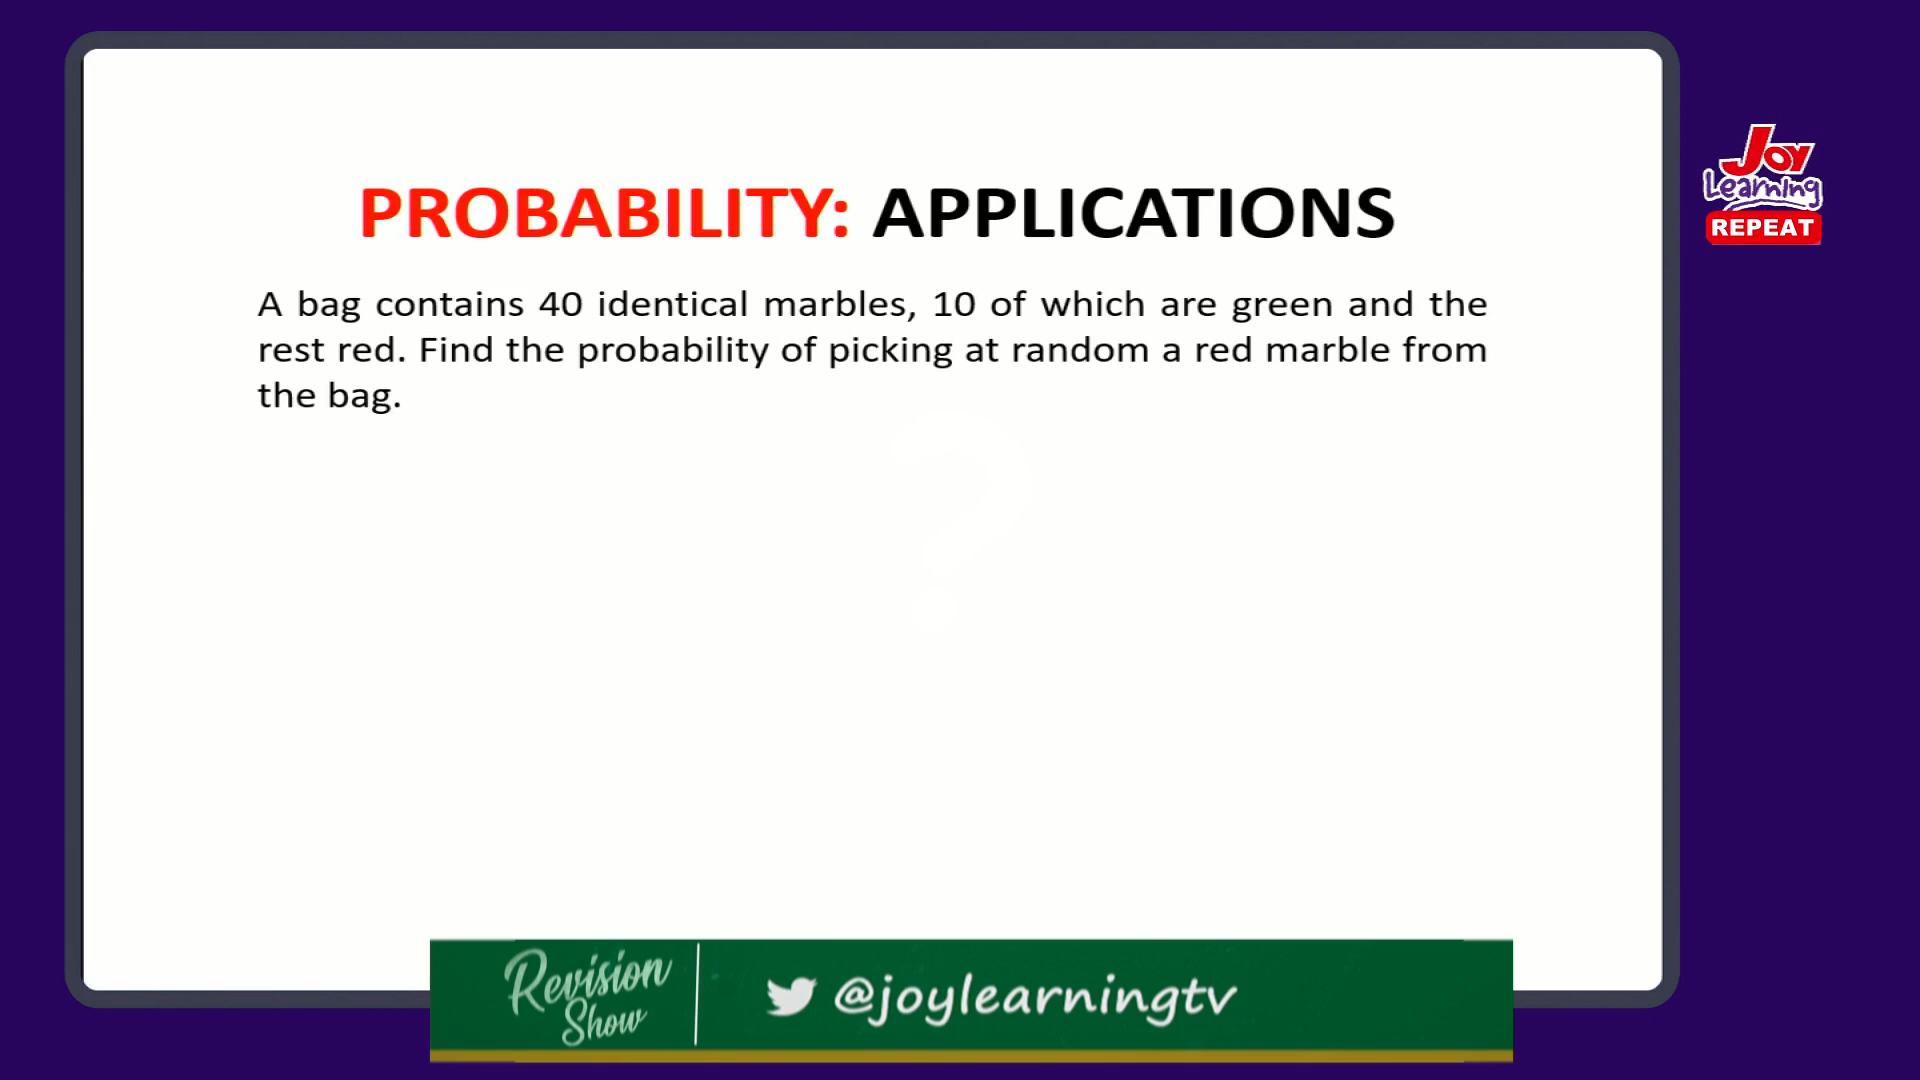 PROBABILITY: APPLICATIONS
A bag contains 40 identical marbles, 10 of which are green and the
rest red. Find the probability of picking at random a red marble from
the bag.
Joy
Learning
REPEAT
Revision
Show
@joylearningtv